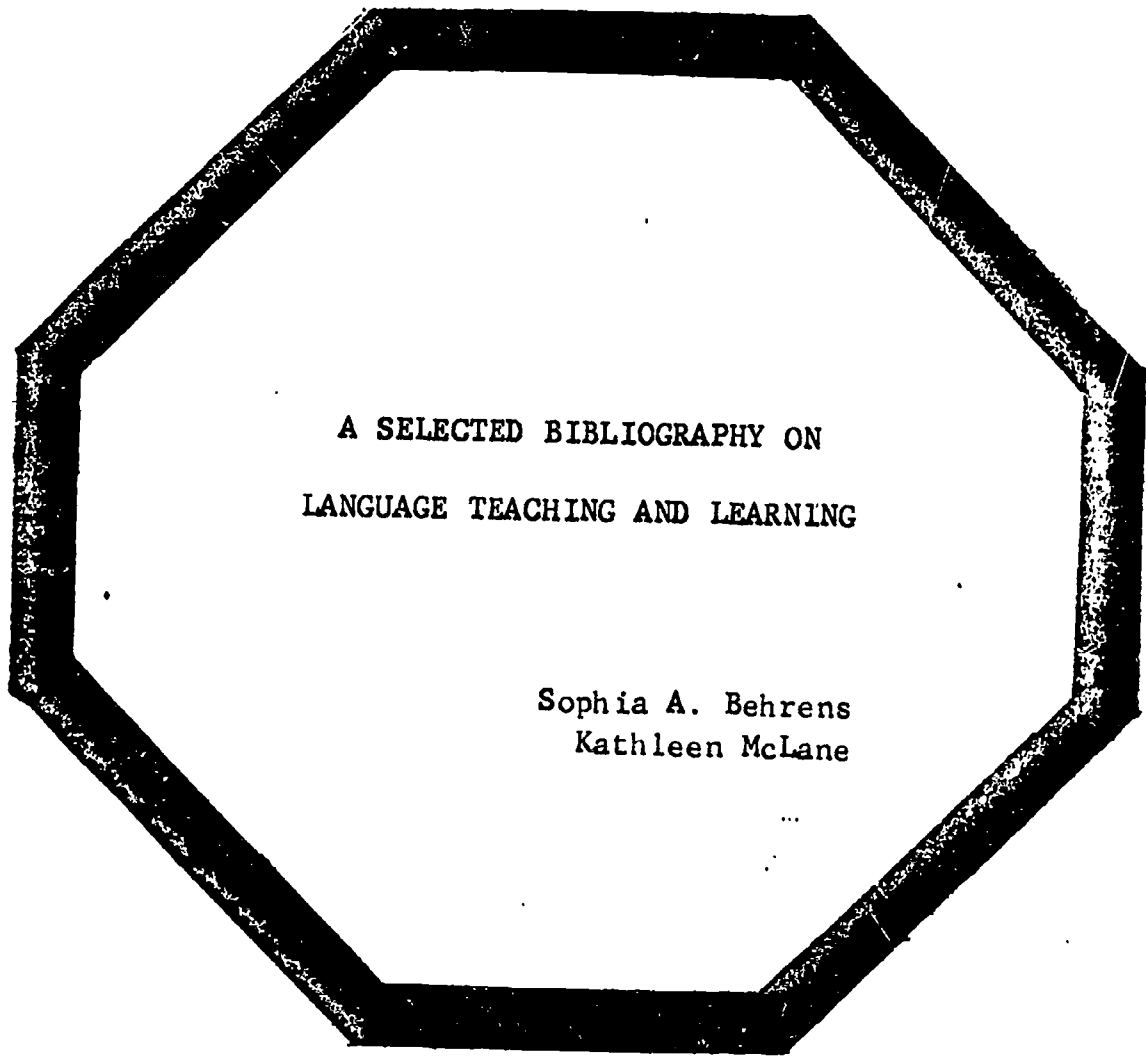 A SELECTED BIBLIOGRAPHY ON
LANGUAGE TEACHING AND LEARNING
Sophia A. Behrens
Kathleen McLane